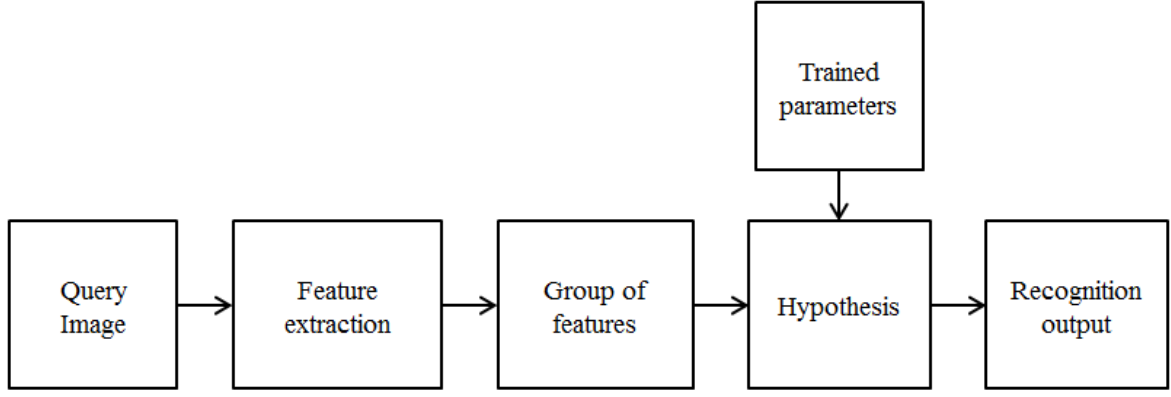 Trained
parameters
Query
Image
Feature
extraction
Group of
features
Hypothesis
Recognition
output